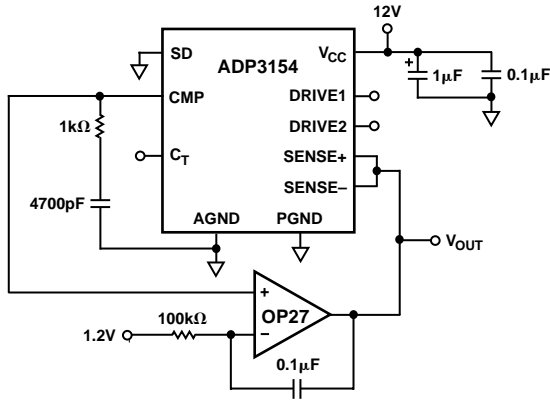 12V
SD
ADP3154
VCC
CMP
DRIVE1
1µF
0.1µF
1kΩ
DRIVE2
CT
SENSE+
4700pF
SENSE–
AGND
PGND
VOUT
+
OP27
100kΩ
1.2V
–
0.1µF
+